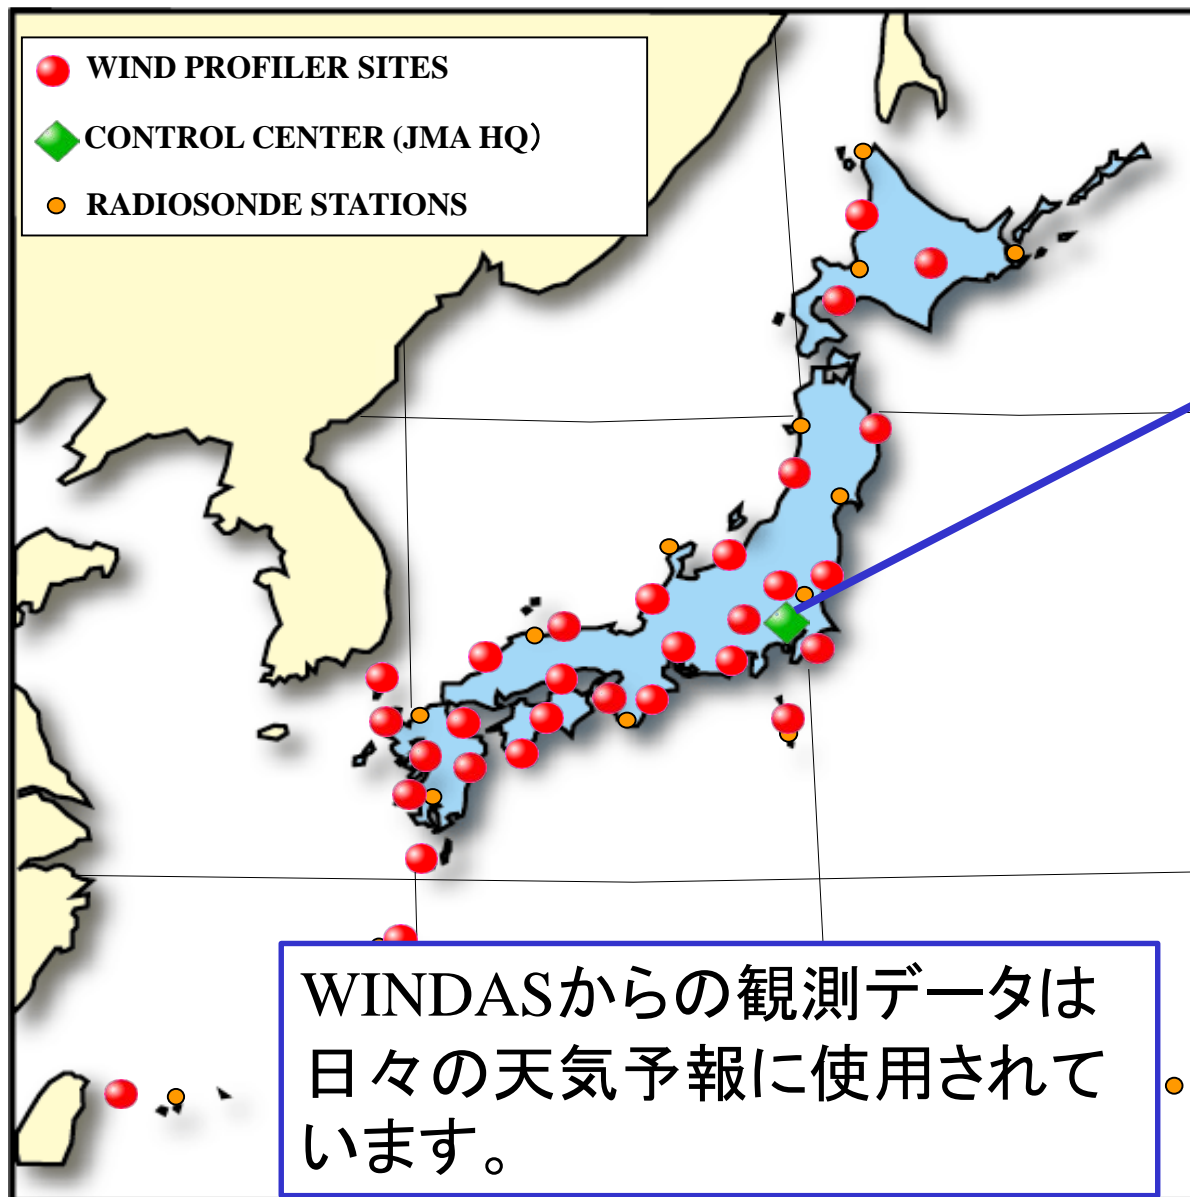 WIND PROFILER SITES
CONTROL CENTER (JMA HQ）
RADIOSONDE STATIONS
WINDASからの観測データは
日々の天気予報に使用されて
います。